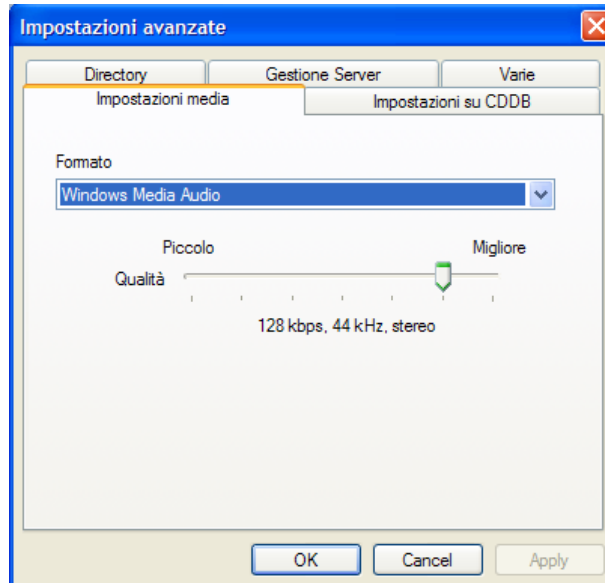 Impostazioni avanzate
Directory Gestione Server Varie
Impostazioni media Impostazioni su CDDB
Formato
Windows Media Audio
Piccolo Migliore
Qualità
128 kbps, 44 kHz, stereo
OK Cancel Apply